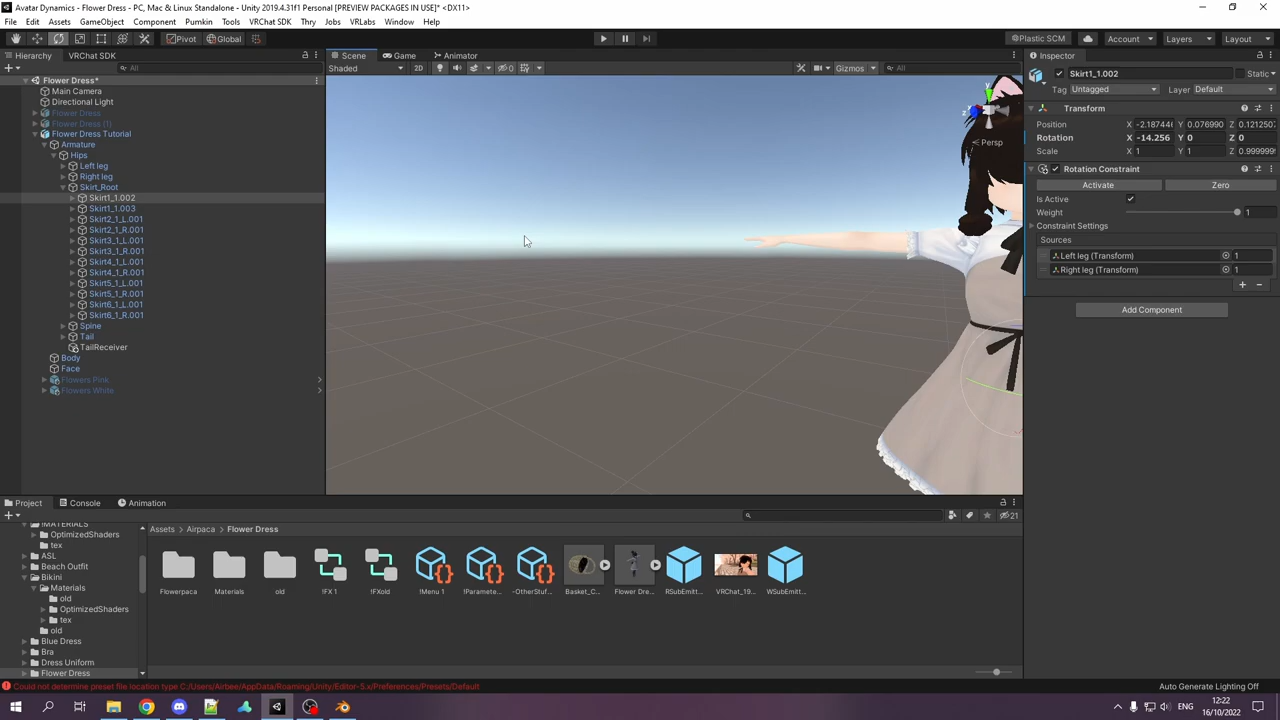 Avatar Dynamics - Flower Dress - PC, Mac & Linux Standalone - Unity 2019.4.31f1 Personal [PREVIEW PACKAGES IN USE]* <DX11>
File Edit Assets GameObject Component Pumkin Tools VRChat SDK Thry Jobs VRLabs Window Help
Pivot Global Plastic SCM Account Layers Layout
Hierarchy VRChat SDK
All
Flower Dress*
Main Camera
Directional Light
Flower Dress
Flower Dress (1)
Flower Dress Tutorial
Armature
Hips
Left leg
Right leg
Skirt_Root
Skirt1_1.002
Skirt1_1.003
Skirt2_1_L.001
Skirt2_1_R.001
Skirt3_1_L.001
Skirt3_1_R.001
Skirt4_1_L.001
Skirt4_1_R.001
Skirt5_1_L.001
Skirt5_1_R.001
Skirt6_1_L.001
Skirt6_1_R.001
Spine
Tail
TailReceiver
Body
Face
Flowers Pink
Flowers White
Scene Game Animator
Shaded 2D 0 Gizmos All
y
z
Persp
Inspector
Skirt1_1.002 Static
Tag Untagged Layer Default
Transform
Position X -2.18744 Y 0.076990 Z 0.121250
Rotation X -14.256 Y 0 Z 0
Scale X 1 Y 1 Z 0.999999
Rotation Constraint
Activate Zero
Is Active
Weight 1
Constraint Settings
Sources
Left leg (Transform) 1
Right leg (Transform) 1
Add Component
Project Console Animation
21
!MATERIALS
OptimizedShaders
tex
ASL
Beach Outfit
Bikini
Materials
old
OptimizedShaders
tex
old
Blue Dress
Bra
Dress Uniform
Flower Dress
Assets Airpaca Flower Dress
Flowerpaca Materials old !FX 1 !FXold !Menu 1 !Paramete... -OtherStuf... Basket_C... Flower Dre... RSubEmitt... VRChat_19... WSubEmitt...
Could not determine preset file location type C:/Users/Airbee/AppData/Roaming/Unity/Editor-5.x/Preferences/Presets/Default
Auto Generate Lighting Off
ENG
12:22
16/10/2022